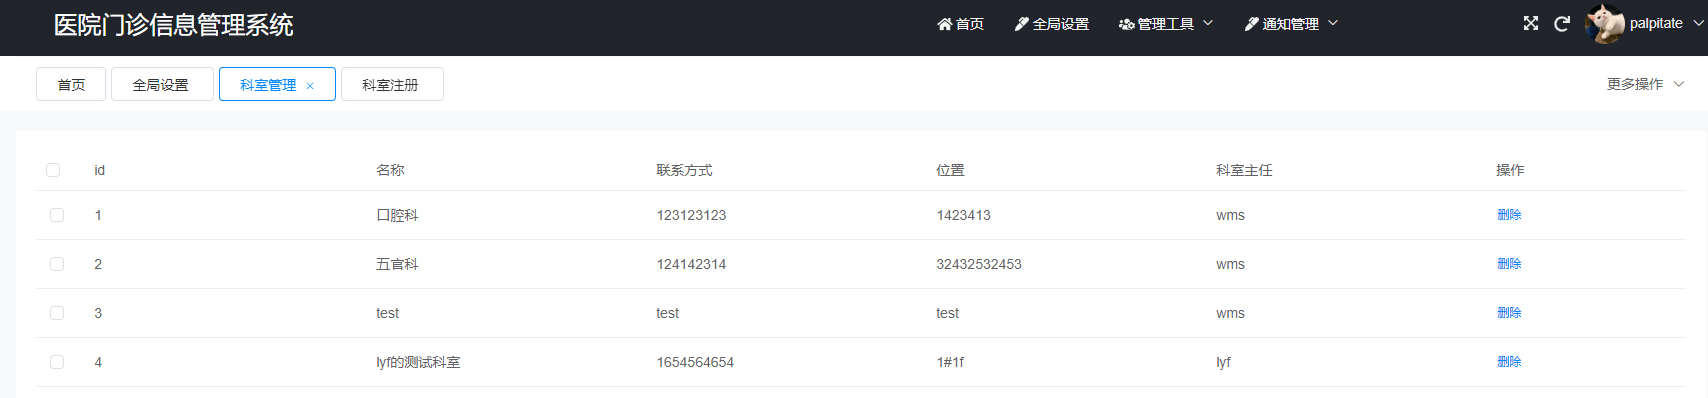 医院门诊信息管理系统 首页 全局设置 管理工具 通知管理 palpitate
首页 全局设置 科室管理 × 科室注册 更多操作
id 名称 联系方式 位置 科室主任 操作
1 口腔科 123123123 1423413 wms 删除
2 五官科 124142314 32432532453 wms 删除
3 test test test wms 删除
4 lyf的测试科室 1654564654 1#1f lyf 删除